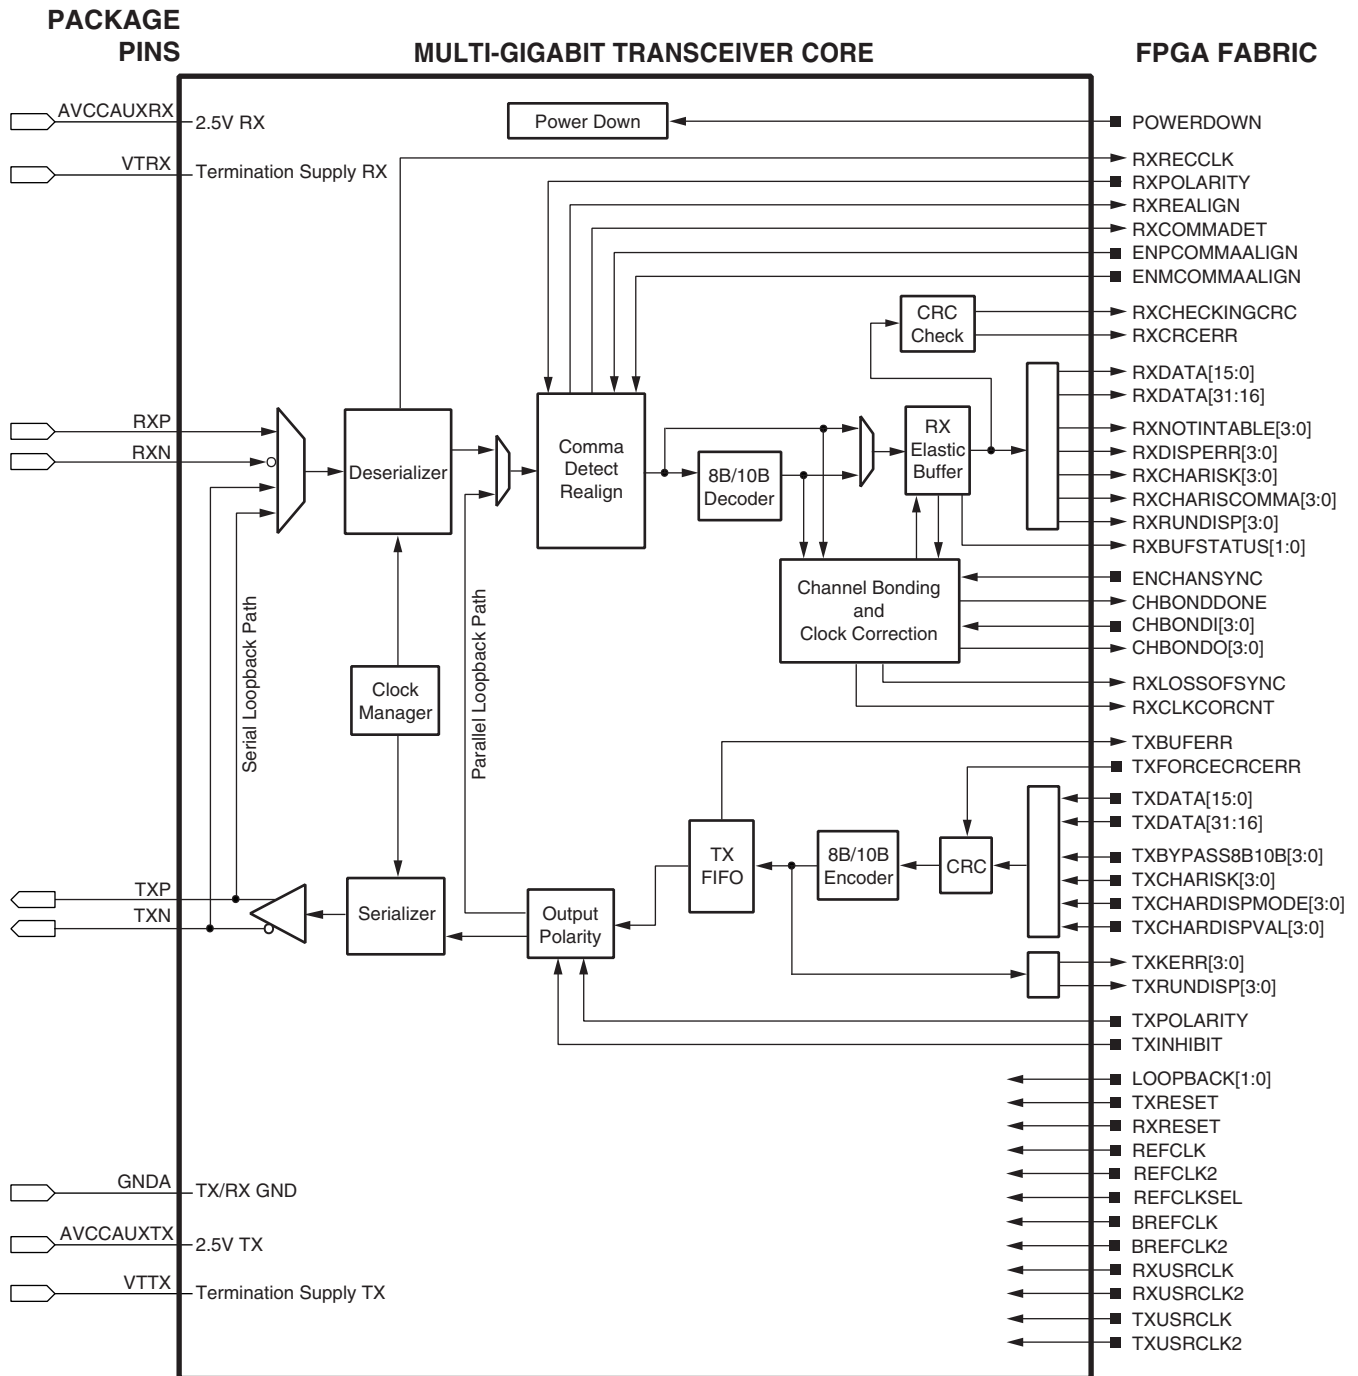 PACKAGE
PINS
MULTI-GIGABIT TRANSCEIVER CORE
FPGA FABRIC
AVCCAUXRX
2.5V RX
VTRX
Termination Supply RX
Power Down
POWERDOWN
RXRECCLK
RXPOLARITY
RXREALIGN
RXCOMMADET
ENPCOMMAALIGN
ENMCOMMAALIGN
CRC
Check
RXCHECKINGCRC
RXCRCERR
RXDATA[15:0]
RXDATA[31:16]
RXNOTINTABLE[3:0]
RXDISPERR[3:0]
RXCHARISK[3:0]
RXCHARISCOMMA[3:0]
RXRUNDISP[3:0]
RXBUFSTATUS[1:0]
RXP
RXN
Deserializer
Comma
Detect
Realign
8B/10B
Decoder
RX
Elastic
Buffer
Channel Bonding
and
Clock Correction
ENCHANSYNC
CHBONDDONE
CHBONDI[3:0]
CHBONDO[3:0]
RXLOSSOFSYNC
RXCLKCORCNT
Serial Loopback Path
Clock
Manager
Parallel Loopback Path
TXBUFERR
TXFORCECRCERR
TXDATA[15:0]
TXDATA[31:16]
TXBYPASS8B10B[3:0]
TXCHARISK[3:0]
TXCHARDISPMODE[3:0]
TXCHARDISPVAL[3:0]
TXKERR[3:0]
TXRUNDISP[3:0]
TXPOLARITY
TXINHIBIT
TX
FIFO
8B/10B
Encoder
CRC
TXP
TXN
Serializer
Output
Polarity
LOOPBACK[1:0]
TXRESET
RXRESET
REFCLK
REFCLK2
REFCLKSEL
BREFCLK
BREFCLK2
RXUSRCLK
RXUSRCLK2
TXUSRCLK
TXUSRCLK2
GNDA
TX/RX GND
AVCCAUXTX
2.5V TX
VTTX
Termination Supply TX